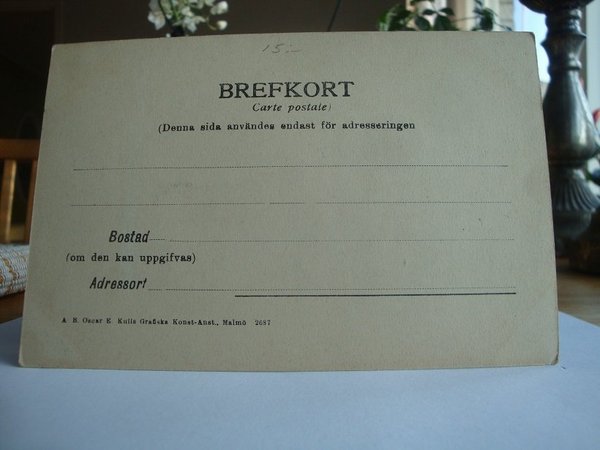 15:-
BREFKORT
Carte postale)
(Denna sida användes endast för adresseringen
Bostad
(om den kan uppgifvas)
Adressort
A. B. Oscar E. Kulls Grafiska Konst-Anst., Malmö 2687